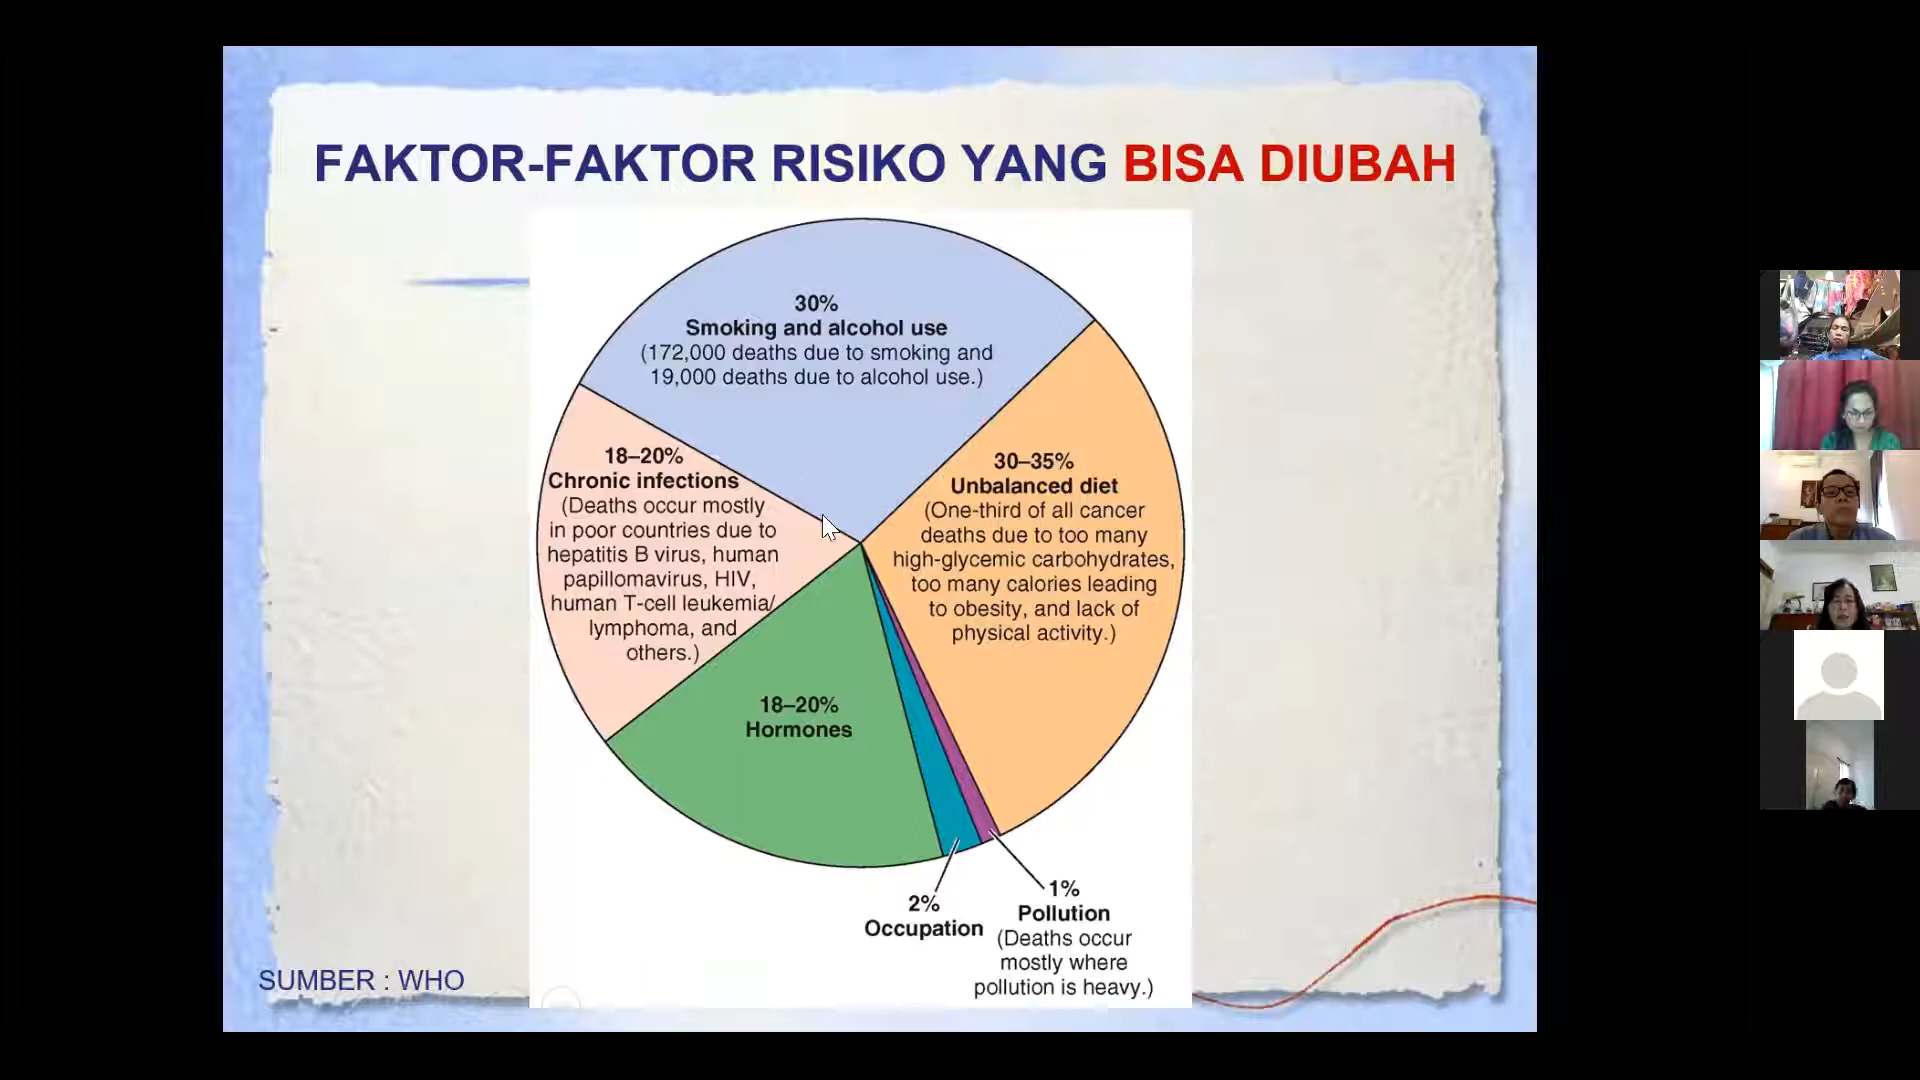 FAKTOR-FAKTOR RISIKO YANG BISA DIUBAH
30%
Smoking and alcohol use
(172,000 deaths due to smoking and
19,000 deaths due to alcohol use.)
18–20%
Chronic infections
(Deaths occur mostly
in poor countries due to
hepatitis B virus, human
papillomavirus, HIV,
human T-cell leukemia/
lymphoma, and
others.)
30–35%
Unbalanced diet
(One-third of all cancer
deaths due to too many
high-glycemic carbohydrates,
too many calories leading
to obesity, and lack of
physical activity.)
18–20%
Hormones
2%
Occupation
1%
Pollution
(Deaths occur
mostly where
pollution is heavy.)
SUMBER : WHO